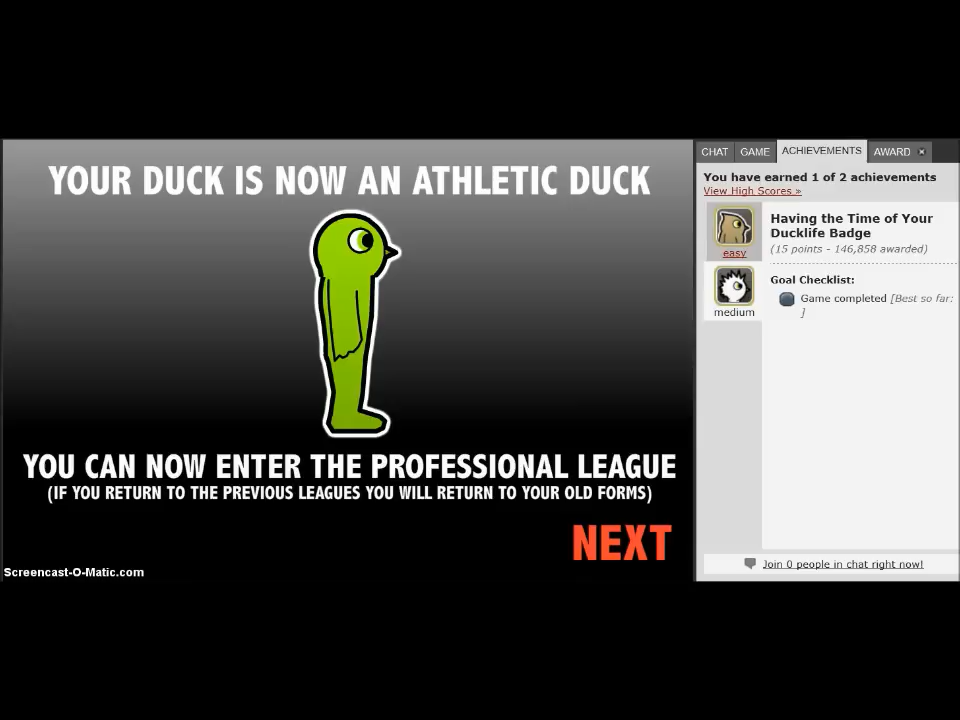 YOUR DUCK IS NOW AN ATHLETIC DUCK
YOU CAN NOW ENTER THE PROFESSIONAL LEAGUE
(IF YOU RETURN TO THE PREVIOUS LEAGUES YOU WILL RETURN TO YOUR OLD FORMS)
NEXT
Screencast-O-Matic.com
CHAT GAME ACHIEVEMENTS AWARD
You have earned 1 of 2 achievements
View High Scores »
easy
medium
Having the Time of Your
Ducklife Badge
(15 points - 146,858 awarded)
Goal Checklist:
Game completed [Best so far:
]
Join 0 people in chat right now!